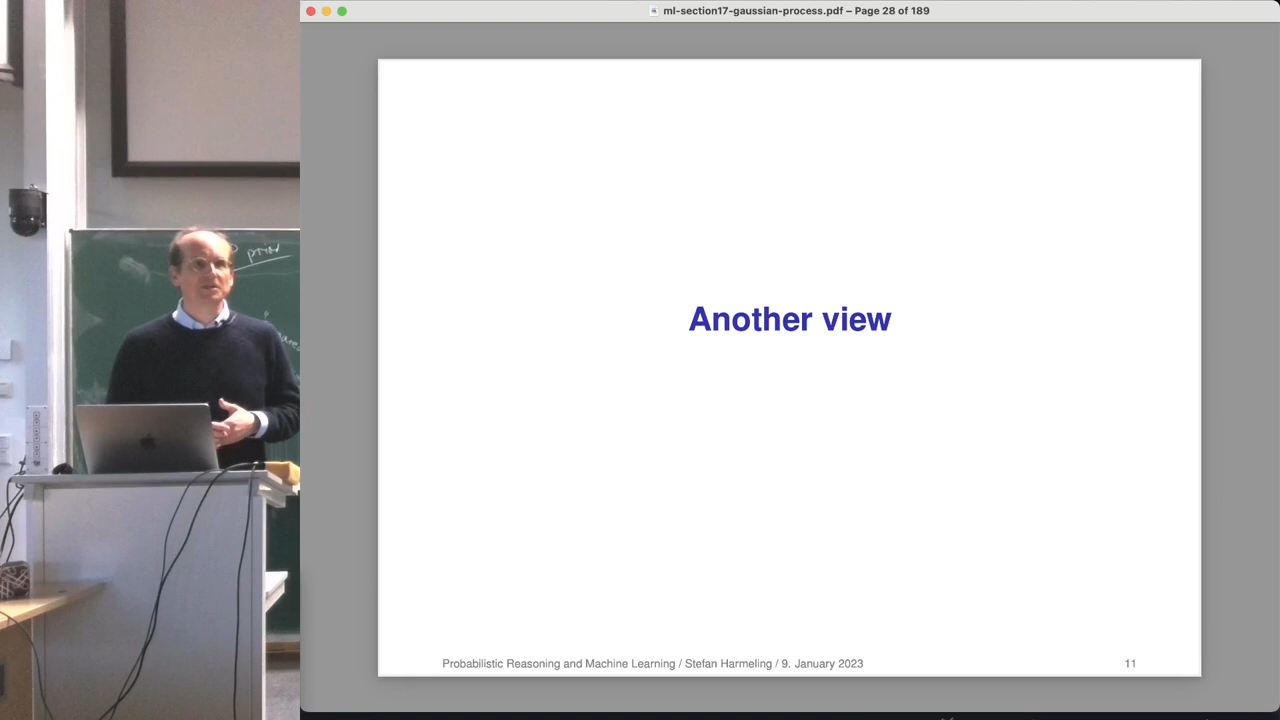 ml-section17-gaussian-process.pdf – Page 28 of 189
prior
Another view
Probabilistic Reasoning and Machine Learning / Stefan Harmeling / 9. January 2023
11